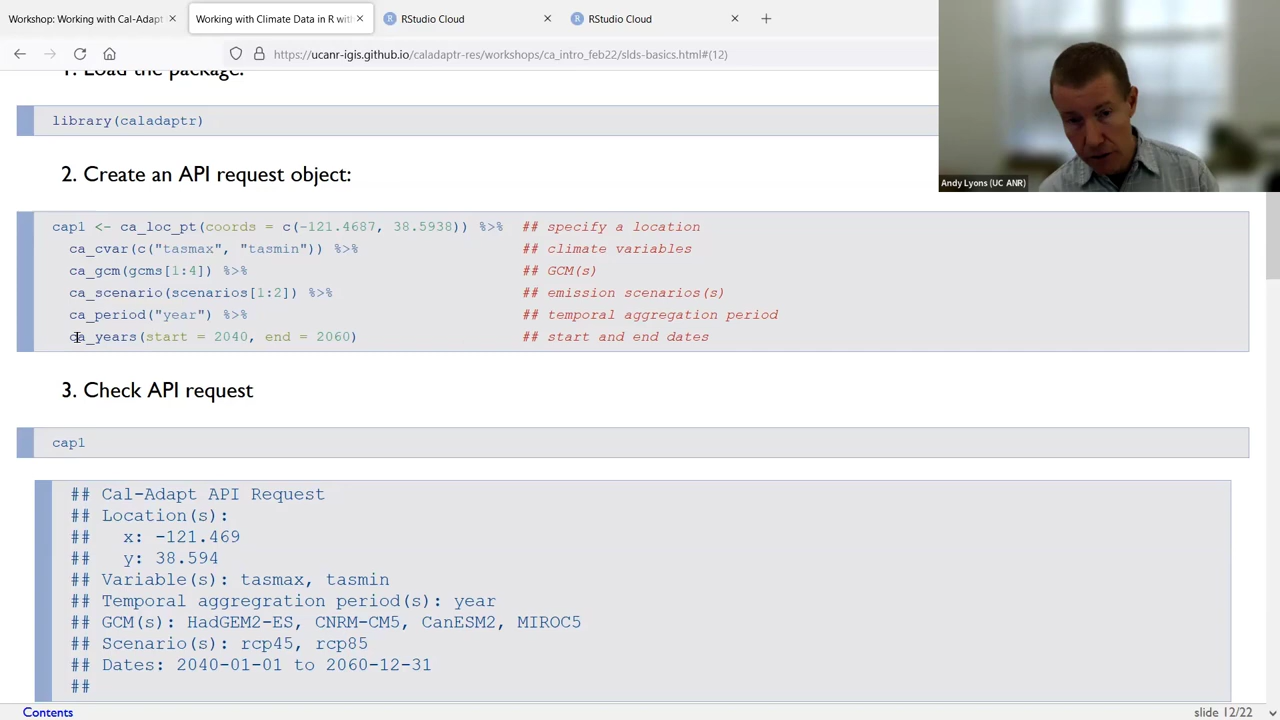 Workshop: Working with Cal-Adapt
Working with Climate Data in R with
RStudio Cloud
RStudio Cloud
https://ucanr-igis.github.io/caladaptr-res/workshops/ca_intro_feb22/slds-basics.html#(12)
1. Load the package:
library(caladaptr)
2. Create an API request object:
cap1 <- ca_loc_pt(coords = c(-121.4687, 38.5938)) %>% ## specify a location
ca_cvar(c("tasmax", "tasmin")) %>% ## climate variables
ca_gcm(gcms[1:4]) %>% ## GCM(s)
ca_scenario(scenarios[1:2]) %>% ## emission scenarios(s)
ca_period("year") %>% ## temporal aggregation period
ca_years(start = 2040, end = 2060) ## start and end dates
3. Check API request
cap1
## Cal-Adapt API Request
## Location(s):
## x: -121.469
## y: 38.594
## Variable(s): tasmax, tasmin
## Temporal aggregration period(s): year
## GCM(s): HadGEM2-ES, CNRM-CM5, CanESM2, MIROC5
## Scenario(s): rcp45, rcp85
## Dates: 2040-01-01 to 2060-12-31
##
Andy Lyons (UC ANR)
Contents
slide 12/22